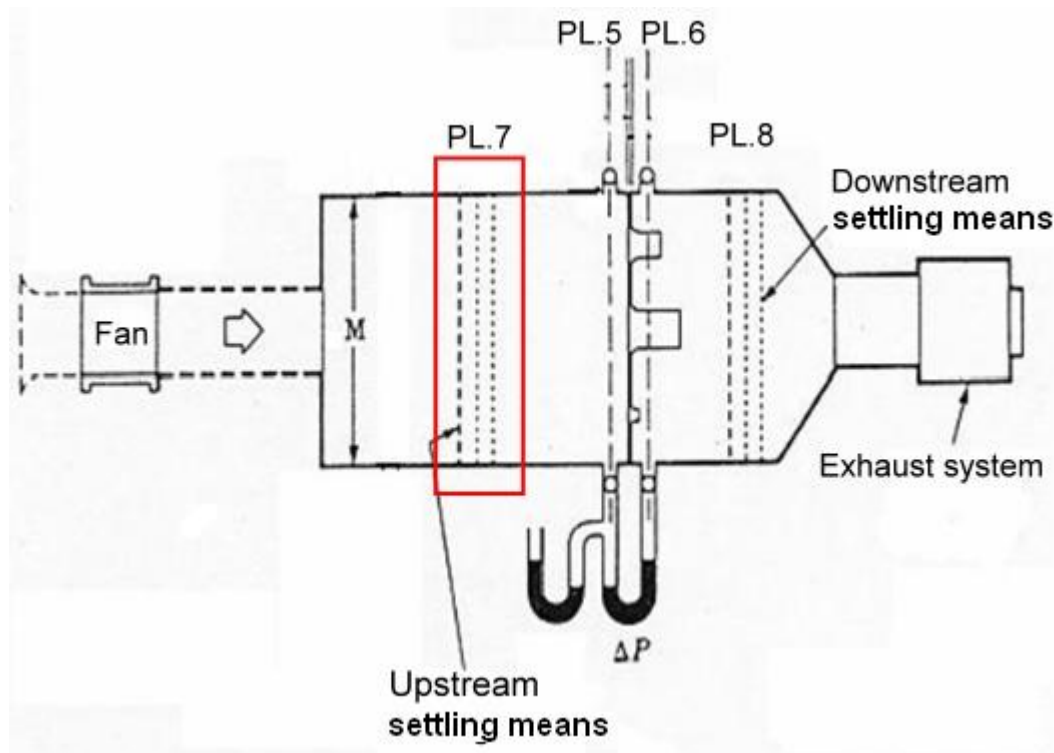 PL.5 PL.6
PL.7
PL.8
Downstream
settling means
Fan
M
Exhaust system
ΔP
Upstream
settling means